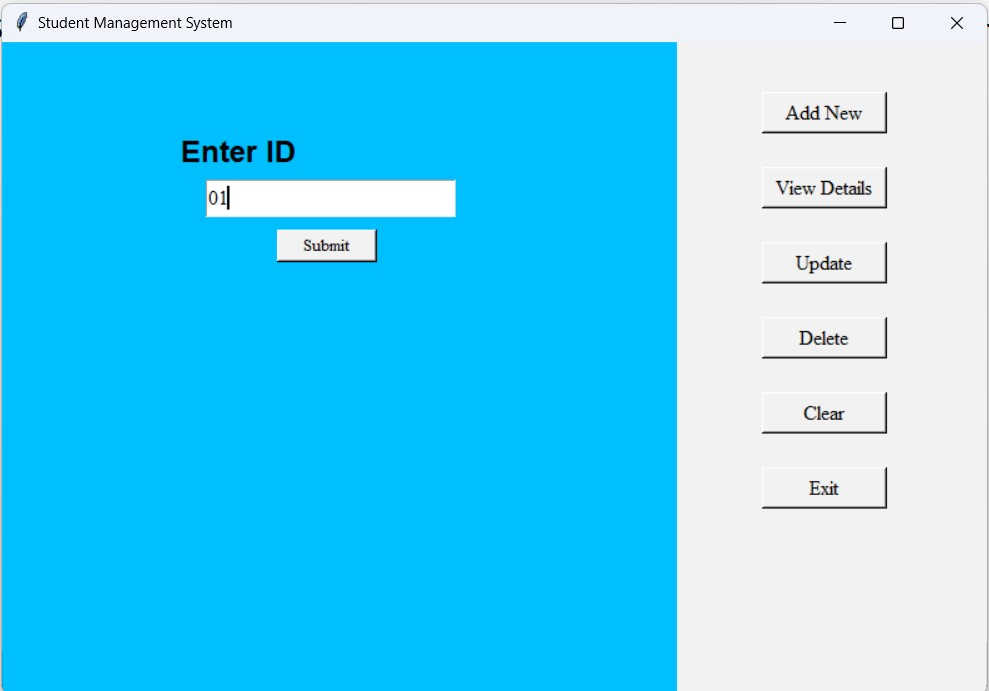 Student Management System
Enter ID
01
Submit
Add New
View Details
Update
Delete
Clear
Exit